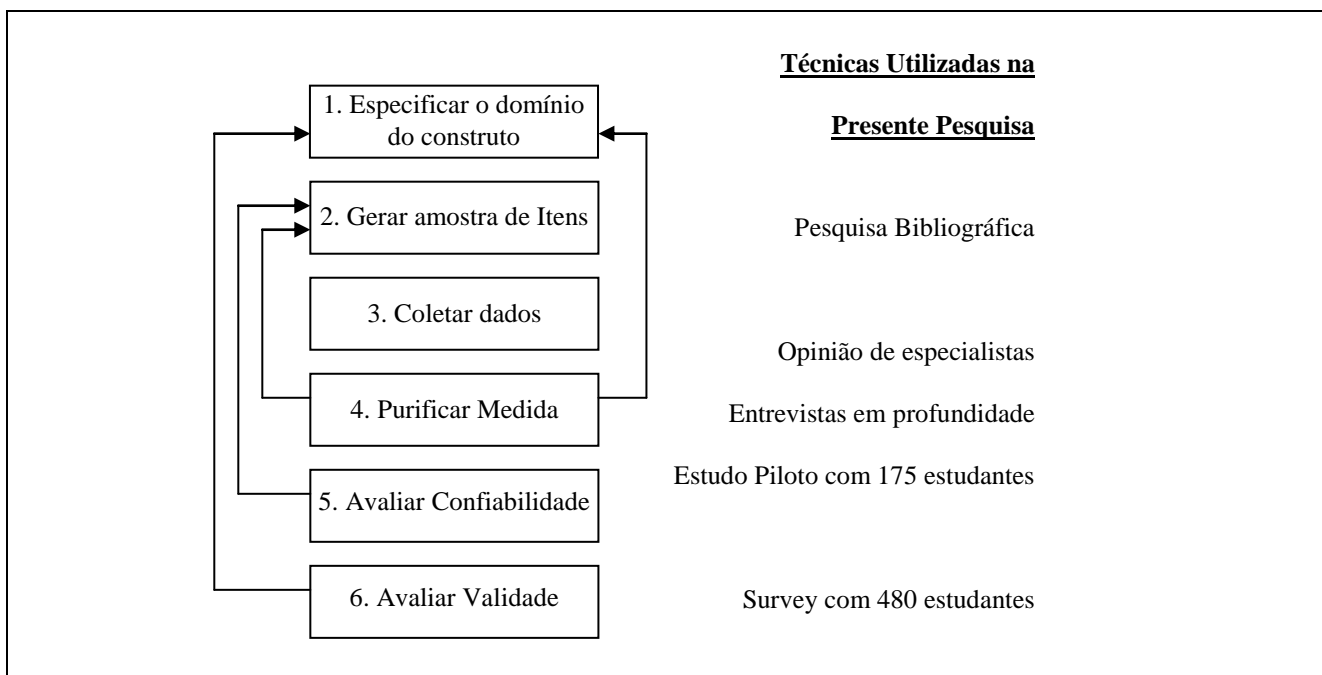 Técnicas Utilizadas na
Presente Pesquisa
1. Especificar o domínio
do construto
2. Gerar amostra de Itens
Pesquisa Bibliográfica
3. Coletar dados
Opinião de especialistas
4. Purificar Medida
Entrevistas em profundidade
Estudo Piloto com 175 estudantes
5. Avaliar Confiabilidade
6. Avaliar Validade
Survey com 480 estudantes